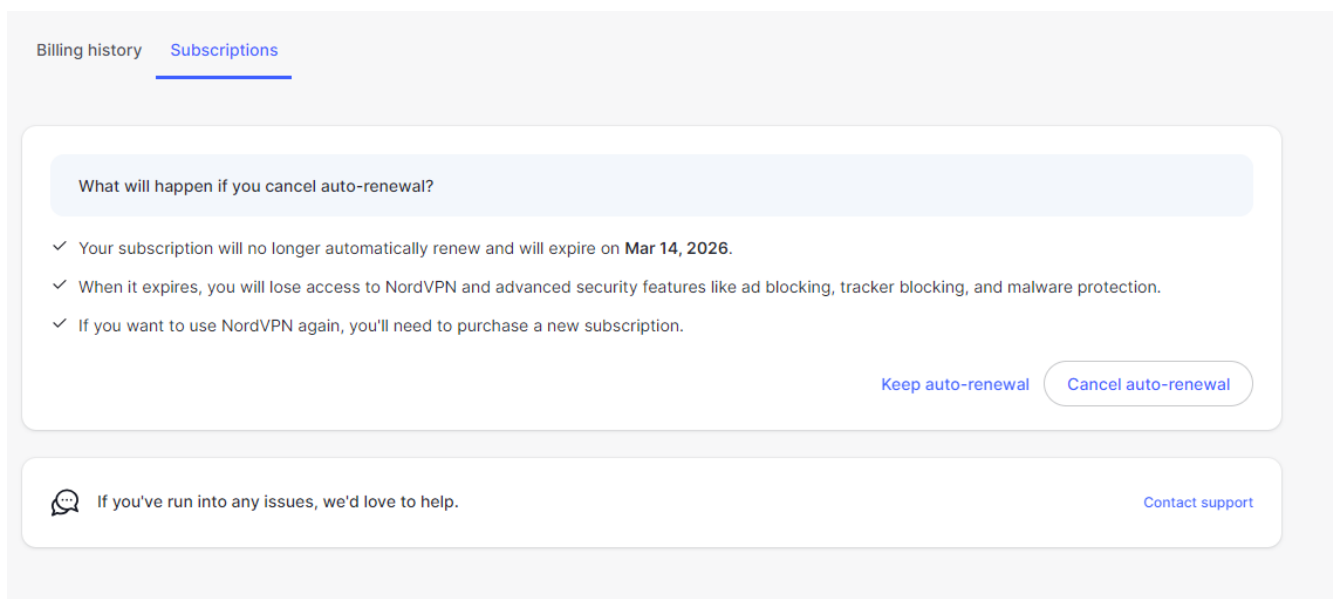 Billing history
Subscriptions
What will happen if you cancel auto-renewal?
Your subscription will no longer automatically renew and will expire on Mar 14, 2026.
When it expires, you will lose access to NordVPN and advanced security features like ad blocking, tracker blocking, and malware protection.
If you want to use NordVPN again, you'll need to purchase a new subscription.
Keep auto-renewal
Cancel auto-renewal
If you've run into any issues, we'd love to help.
Contact support